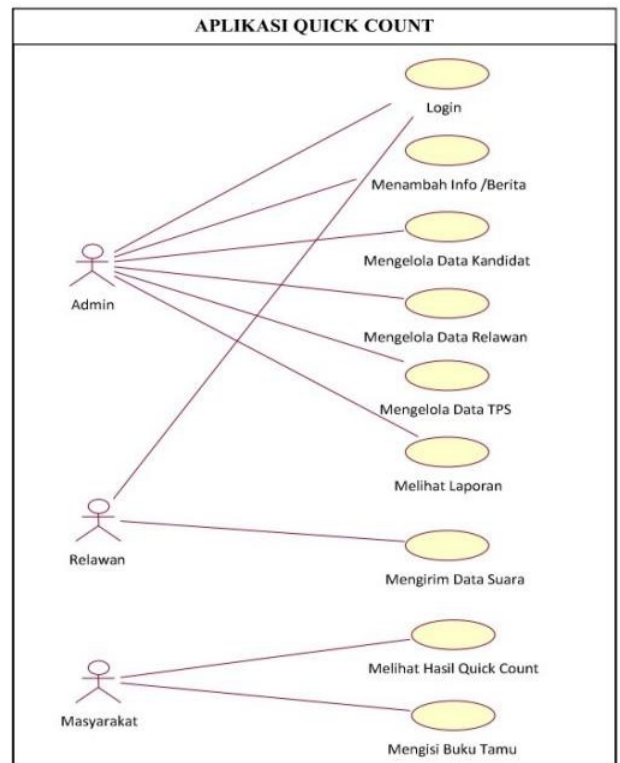 APLIKASI QUICK COUNT
Login
Menambah Info /Berita
Mengelola Data Kandidat
Admin
Mengelola Data Relawan
Mengelola Data TPS
Melihat Laporan
Relawan
Mengirim Data Suara
Melihat Hasil Quick Count
Masyarakat
Mengisi Buku Tamu